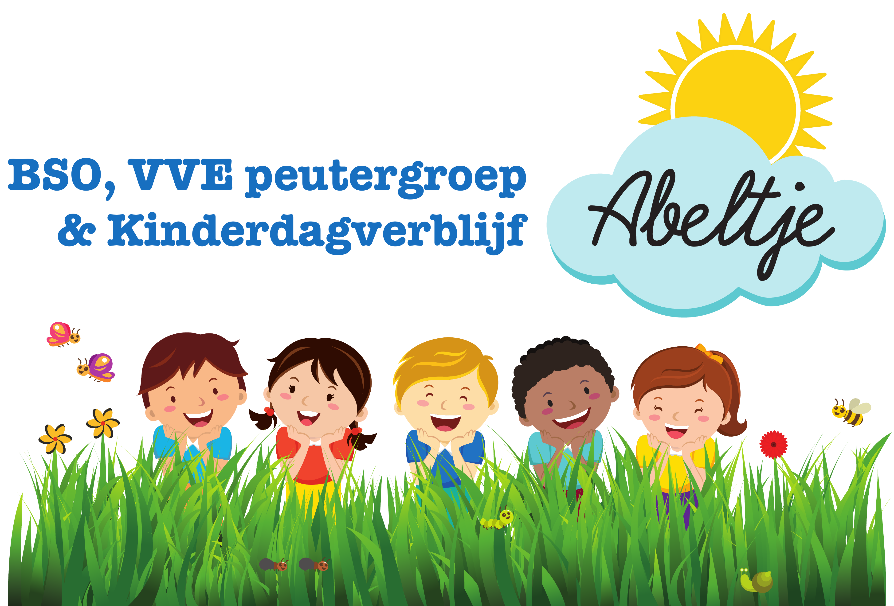 BSO, VVE peutergroep
& Kinderdagverblijf
Abeltje